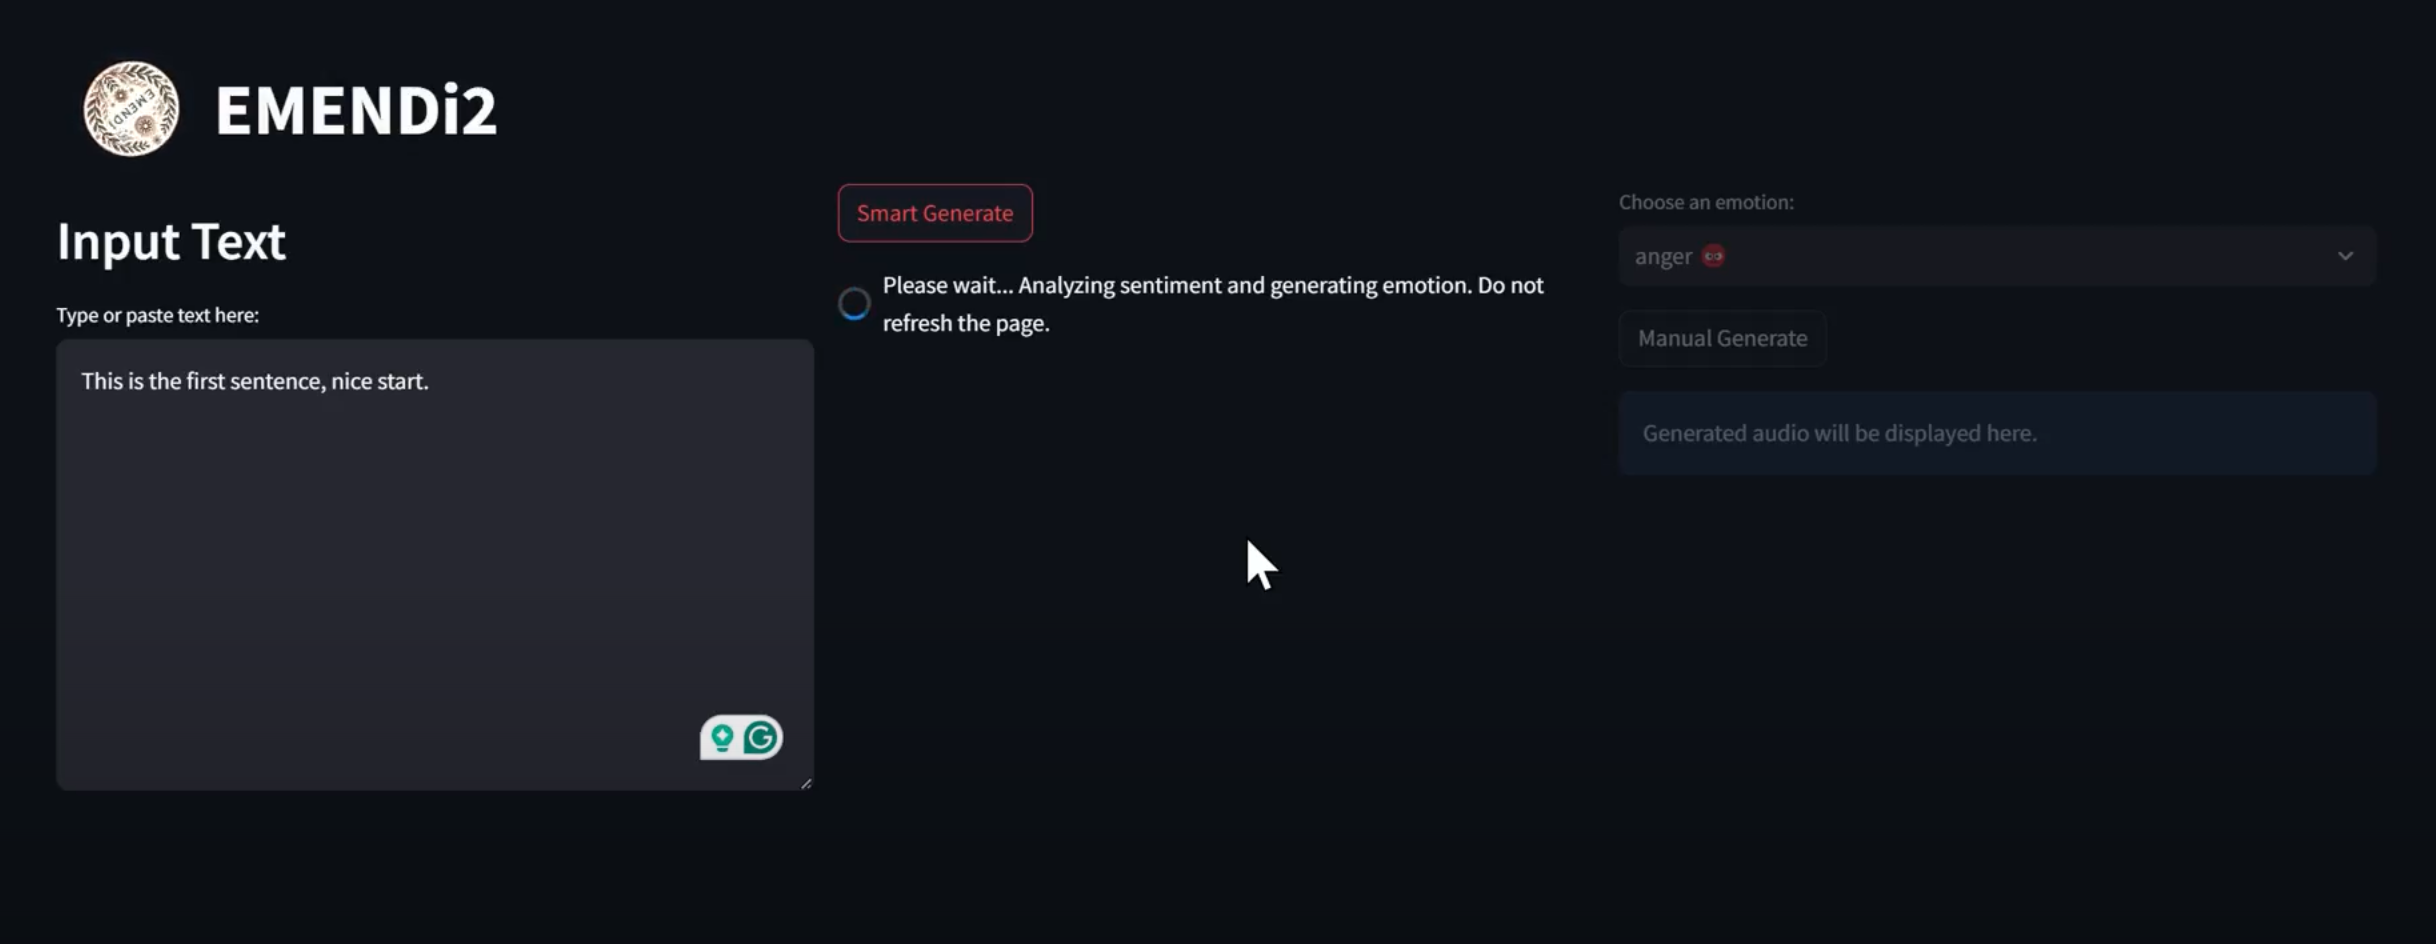 EMENDi
EMENDi2
Input Text
Type or paste text here:
This is the first sentence, nice start.
Smart Generate
Please wait... Analyzing sentiment and generating emotion. Do not
refresh the page.
Choose an emotion:
anger
Manual Generate
Generated audio will be displayed here.